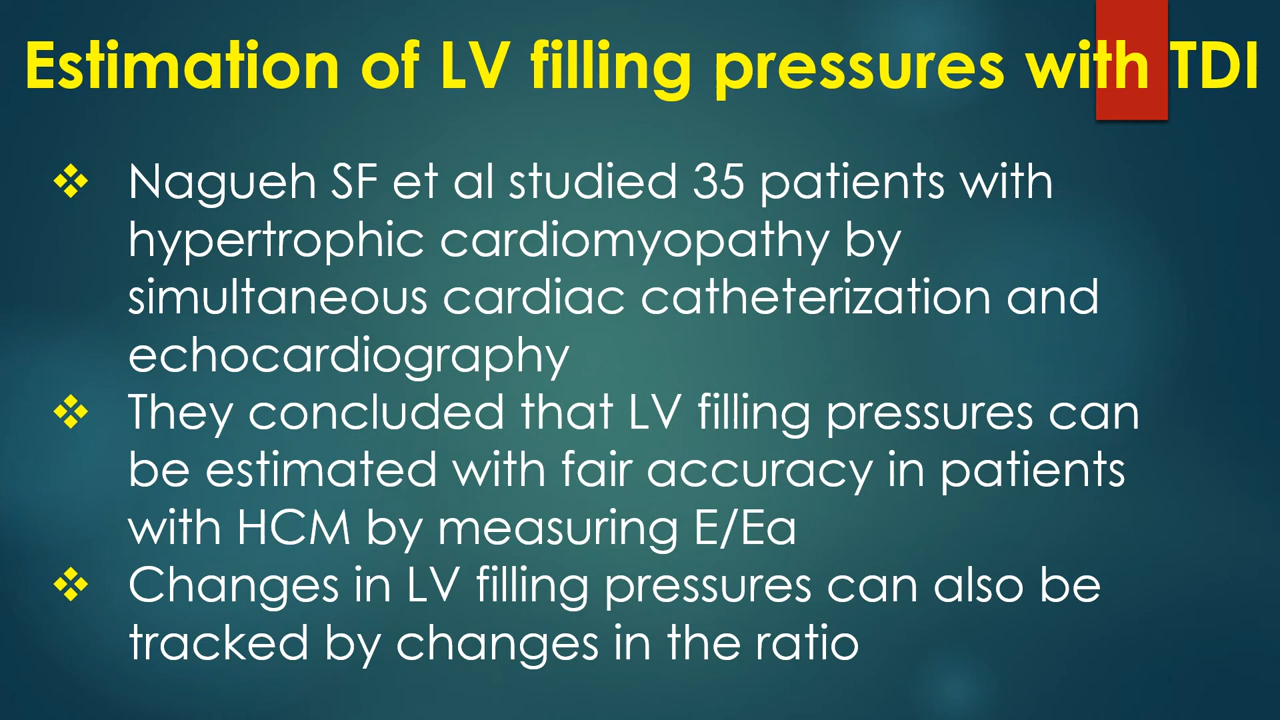 Estimation of LV filling pressures with TDI
❖ Nagueh SF et al studied 35 patients with
hypertrophic cardiomyopathy by
simultaneous cardiac catheterization and
echocardiography
❖ They concluded that LV filling pressures can
be estimated with fair accuracy in patients
with HCM by measuring E/Ea
❖ Changes in LV filling pressures can also be
tracked by changes in the ratio